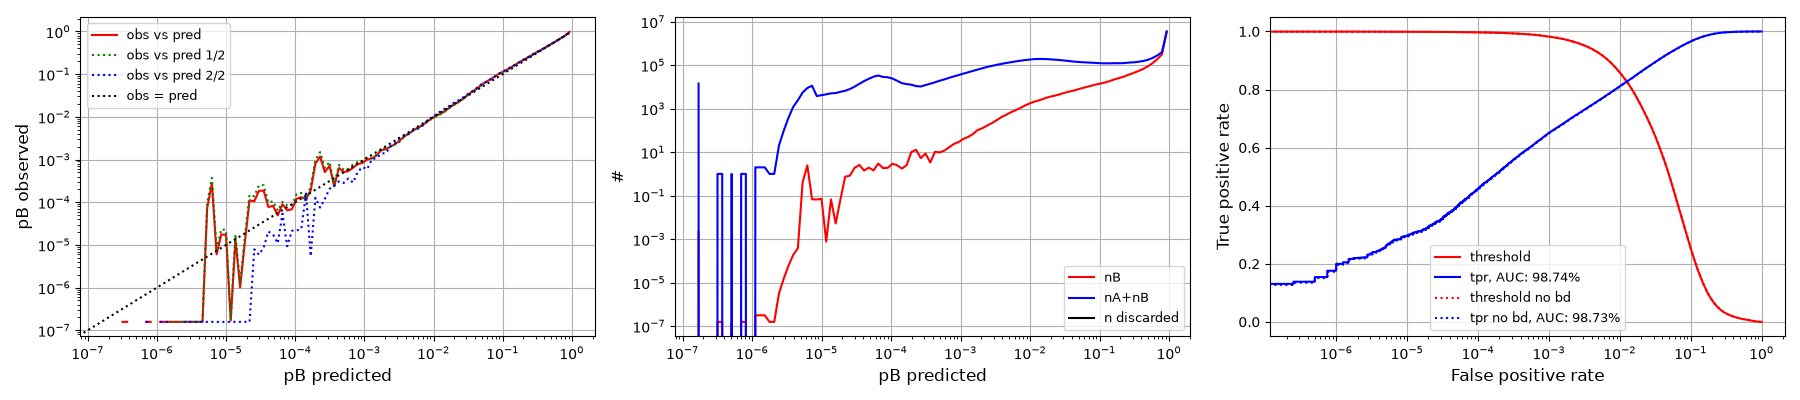 obs vs pred
obs vs pred 1/2
obs vs pred 2/2
obs = pred
10⁰
10⁻¹
10⁻²
10⁻³
10⁻⁴
10⁻⁵
10⁻⁶
10⁻⁷
pB observed
10⁻⁷ 10⁻⁶ 10⁻⁵ 10⁻⁴ 10⁻³ 10⁻² 10⁻¹ 10⁰
pB predicted
10⁷
10⁵
10³
10¹
10⁻¹
10⁻³
10⁻⁵
10⁻⁷
#
nB
nA+nB
n discarded
10⁻⁷ 10⁻⁶ 10⁻⁵ 10⁻⁴ 10⁻³ 10⁻² 10⁻¹ 10⁰
pB predicted
1.0
0.8
0.6
0.4
0.2
0.0
True positive rate
threshold
tpr, AUC: 98.74%
threshold no bd
tpr no bd, AUC: 98.73%
10⁻⁶ 10⁻⁵ 10⁻⁴ 10⁻³ 10⁻² 10⁻¹ 10⁰
False positive rate